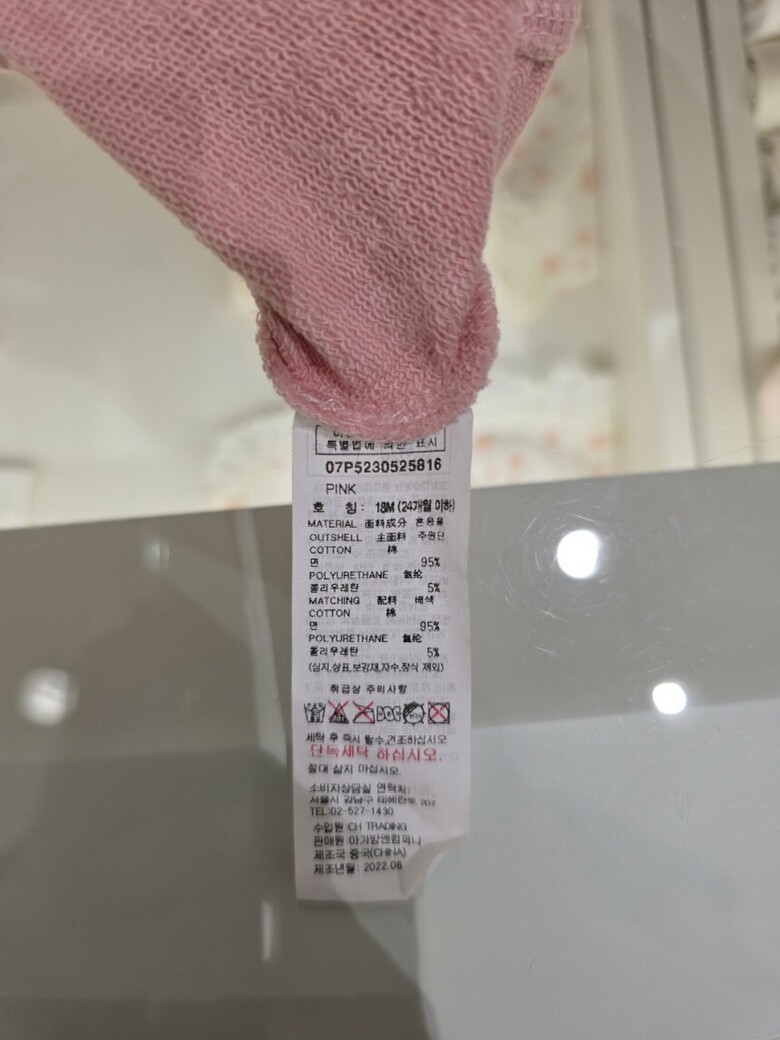 특별법에 의한 표시
07P5230525816
PINK
호 칭: 18M (24개월 이하)
MATERIAL 面料成分 혼용율
OUTSHELL 主面料 주원단
COTTON 棉
면 95%
POLYURETHANE 氨纶
폴리우레탄 5%
MATCHING 配料 배색
COTTON 棉
면 95%
POLYURETHANE 氨纶
폴리우레탄 5%
(심지,상표,보강재,자수,장식 제외)
취급상 주의사항
세탁 후 즉시 탈수,건조하십시오
단독세탁 하십시오.
절대 삶지 마십시오
소비자상담실 연락처:
서울시 강남구 테헤란로 207
TEL:02-527-1430
수입원 CH TRADING
판매원 아가방앤컴퍼니
제조국 중국(CHINA)
제조년월: 2022.06